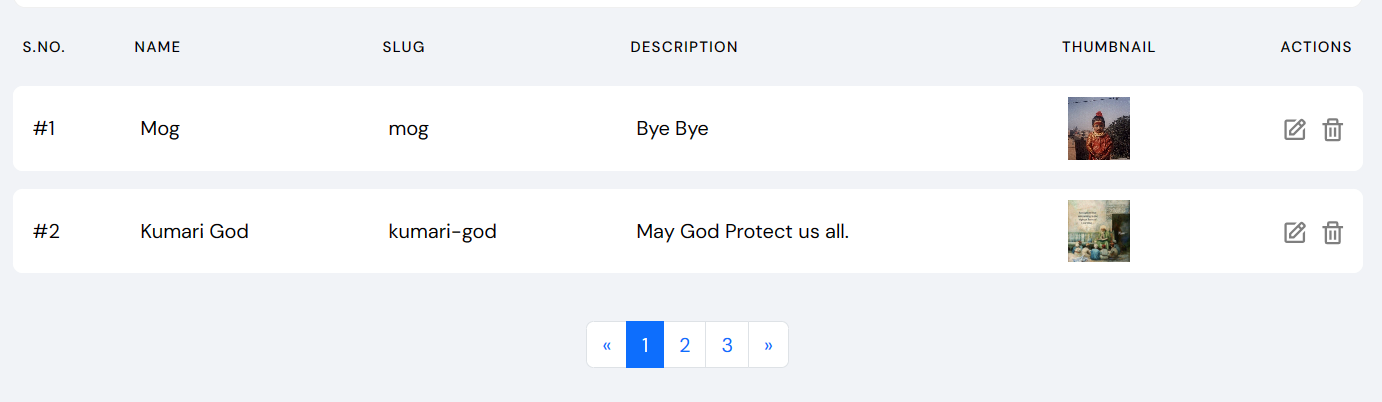 S.NO. NAME SLUG DESCRIPTION THUMBNAIL ACTIONS
#1 Mog mog Bye Bye
#2 Kumari God kumari-god May God Protect us all.
« 1 2 3 »